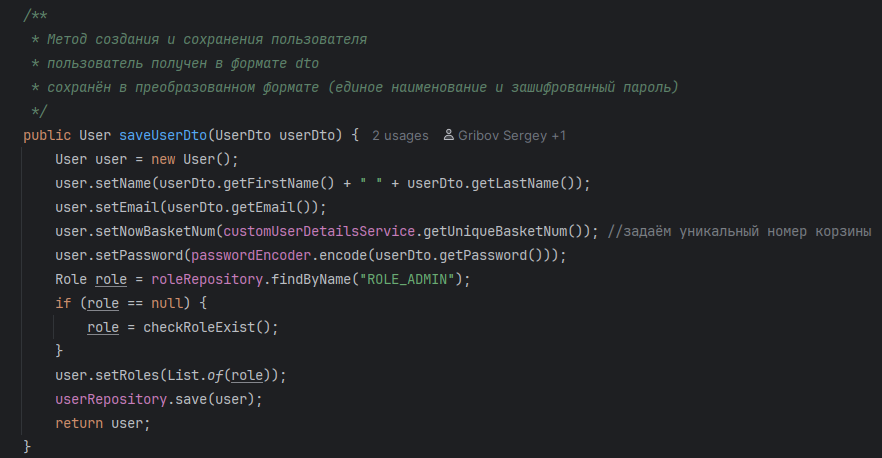 /**
 * Метод создания и сохранения пользователя
 * пользователь получен в формате dto
 * сохранён в преобразованном формате (единое наименование и зашифрованный пароль)
 */
public User saveUserDto(UserDto userDto) { 2 usages Gribov Sergey +1
    User user = new User();
    user.setName(userDto.getFirstName() + " " + userDto.getLastName());
    user.setEmail(userDto.getEmail());
    user.setNowBasketNum(customUserDetailsService.getUniqueBasketNum()); //задаём уникальный номер корзины
    user.setPassword(passwordEncoder.encode(userDto.getPassword()));
    Role role = roleRepository.findByName("ROLE_ADMIN");
    if (role == null) {
        role = checkRoleExist();
    }
    user.setRoles(List.of(role));
    userRepository.save(user);
    return user;
}